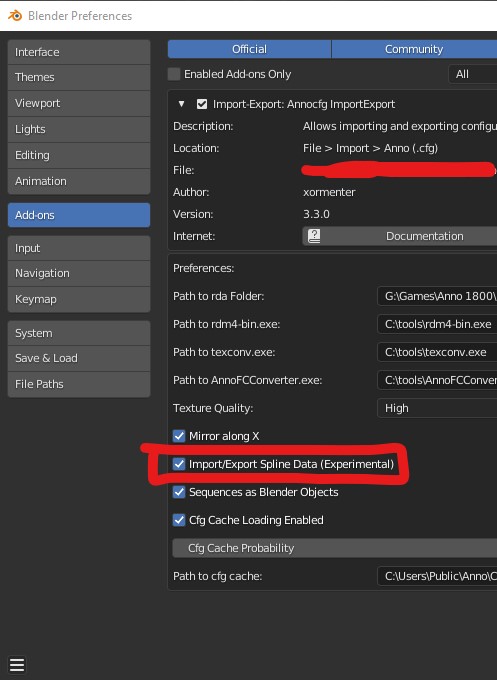 Blender Preferences
Interface
Themes
Viewport
Lights
Editing
Animation
Add-ons
Input
Navigation
Keymap
System
Save & Load
File Paths
Official Community
Enabled Add-ons Only All
Import-Export: Annocfg ImportExport
Description: Allows importing and exporting configu
Location: File > Import > Anno (.cfg)
File:
Author: xormenter
Version: 3.3.0
Internet: Documentation
Preferences:
Path to rda Folder: G:\Games\Anno 1800\
Path to rdm4-bin.exe: C:\tools\rdm4-bin.exe
Path to texconv.exe: C:\tools\texconv.exe
Path to AnnoFCConverter.exe: C:\tools\AnnoFCConver
Texture Quality: High
Mirror along X
Import/Export Spline Data (Experimental)
Sequences as Blender Objects
Cfg Cache Loading Enabled
Cfg Cache Probability
Path to cfg cache: C:\Users\Public\Anno\C